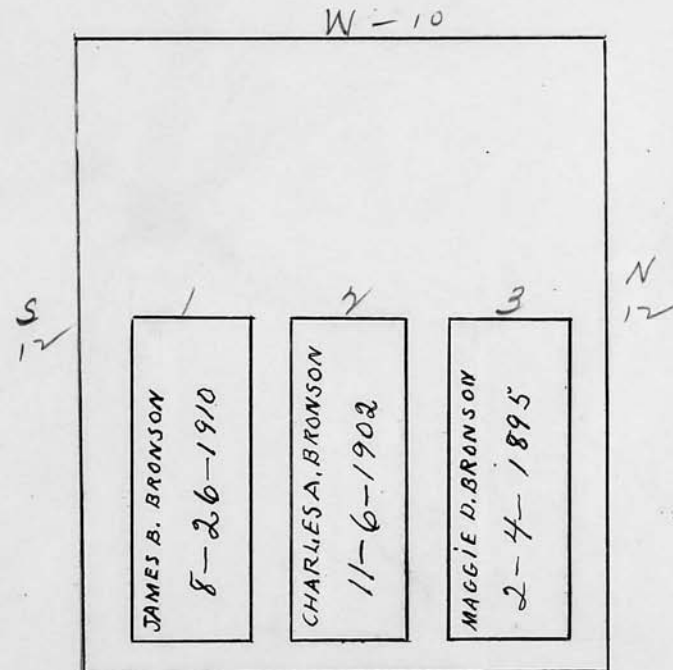 W - 10
S
12
N
12
1
2
3
JAMES B. BRONSON
8-26-1910
CHARLES A. BRONSON
11-6-1902
MAGGIE D. BRONSON
2-4-1895